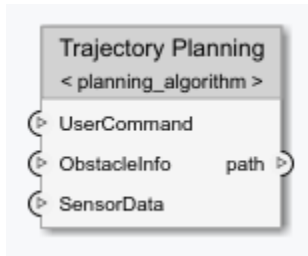 Trajectory Planning
< planning_algorithm >
UserCommand
ObstacleInfo path
SensorData